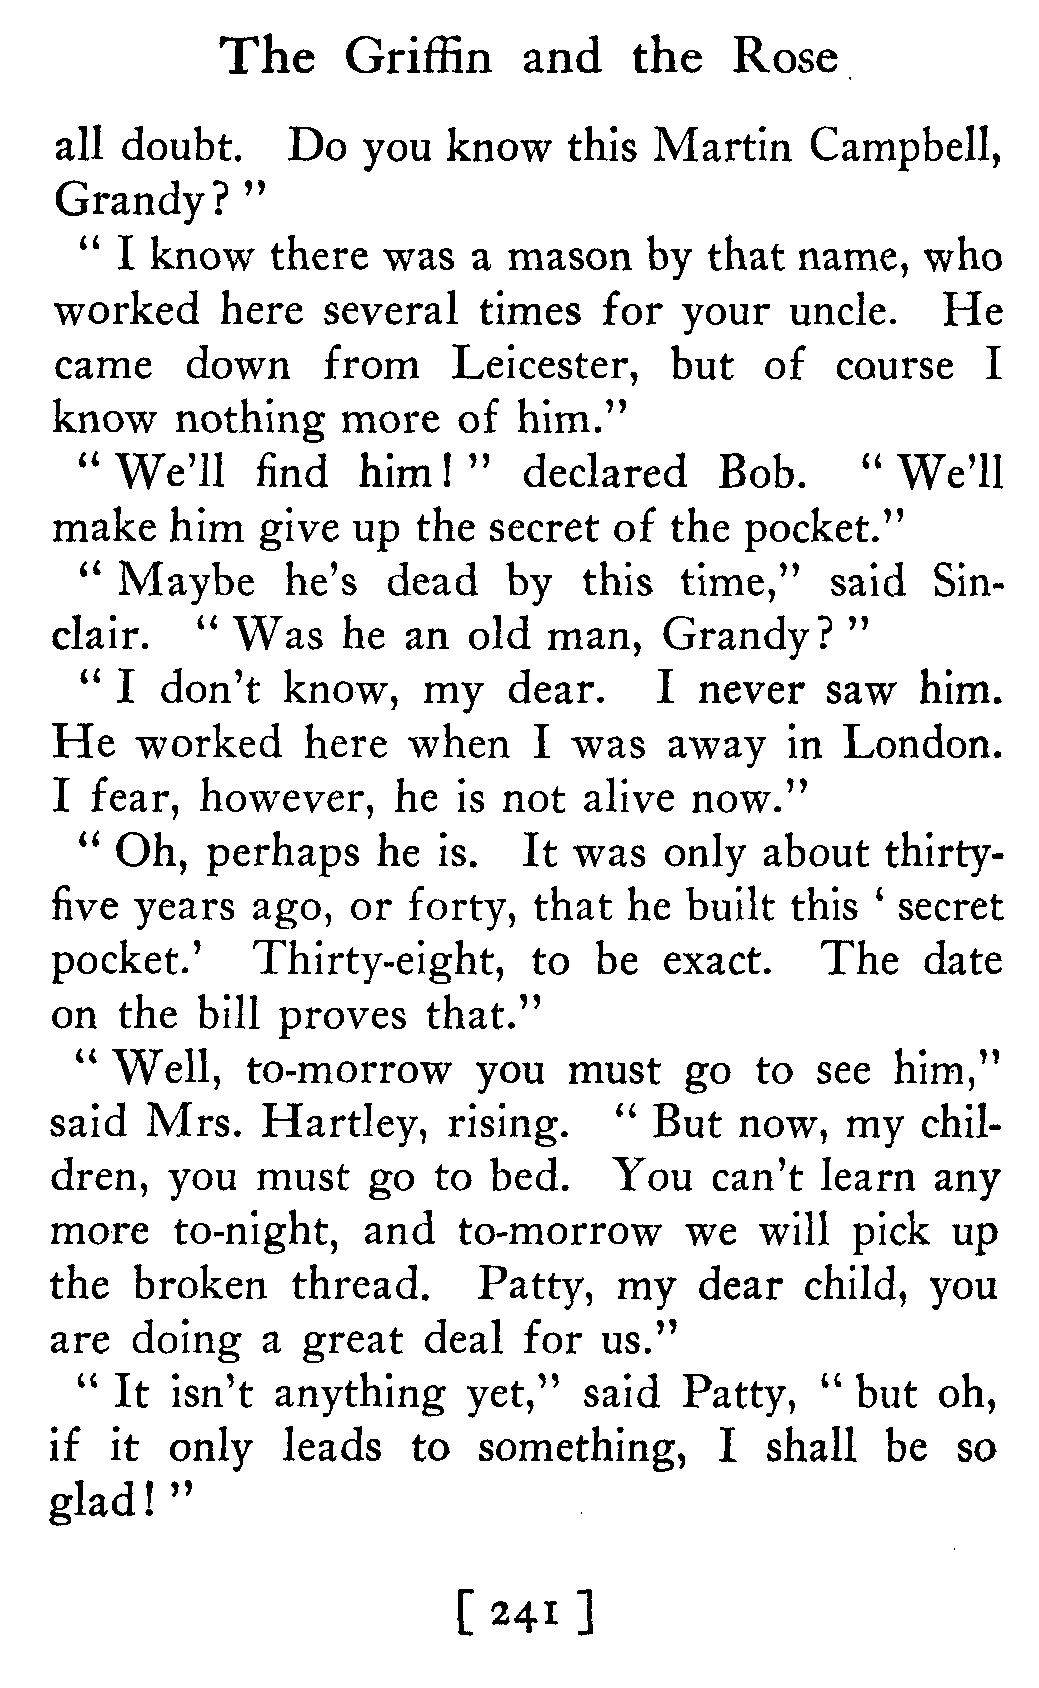 The Griffin and the Rose
all doubt. Do you know this Martin Campbell,
Grandy? ”
“ I know there was a mason by that name, who
worked here several times for your uncle. He
came down from Leicester, but of course I
know nothing more of him.”
“ We’ll find him! ” declared Bob. “ We’ll
make him give up the secret of the pocket.”
“ Maybe he’s dead by this time,” said Sin-
clair. “ Was he an old man, Grandy? ”
“ I don’t know, my dear. I never saw him.
He worked here when I was away in London.
I fear, however, he is not alive now.”
“ Oh, perhaps he is. It was only about thirty-
five years ago, or forty, that he built this ‘ secret
pocket.’ Thirty-eight, to be exact. The date
on the bill proves that.”
“ Well, to-morrow you must go to see him,”
said Mrs. Hartley, rising. “ But now, my chil-
dren, you must go to bed. You can’t learn any
more to-night, and to-morrow we will pick up
the broken thread. Patty, my dear child, you
are doing a great deal for us.”
“ It isn’t anything yet,” said Patty, “ but oh,
if it only leads to something, I shall be so
glad! ”
[ 241 ]